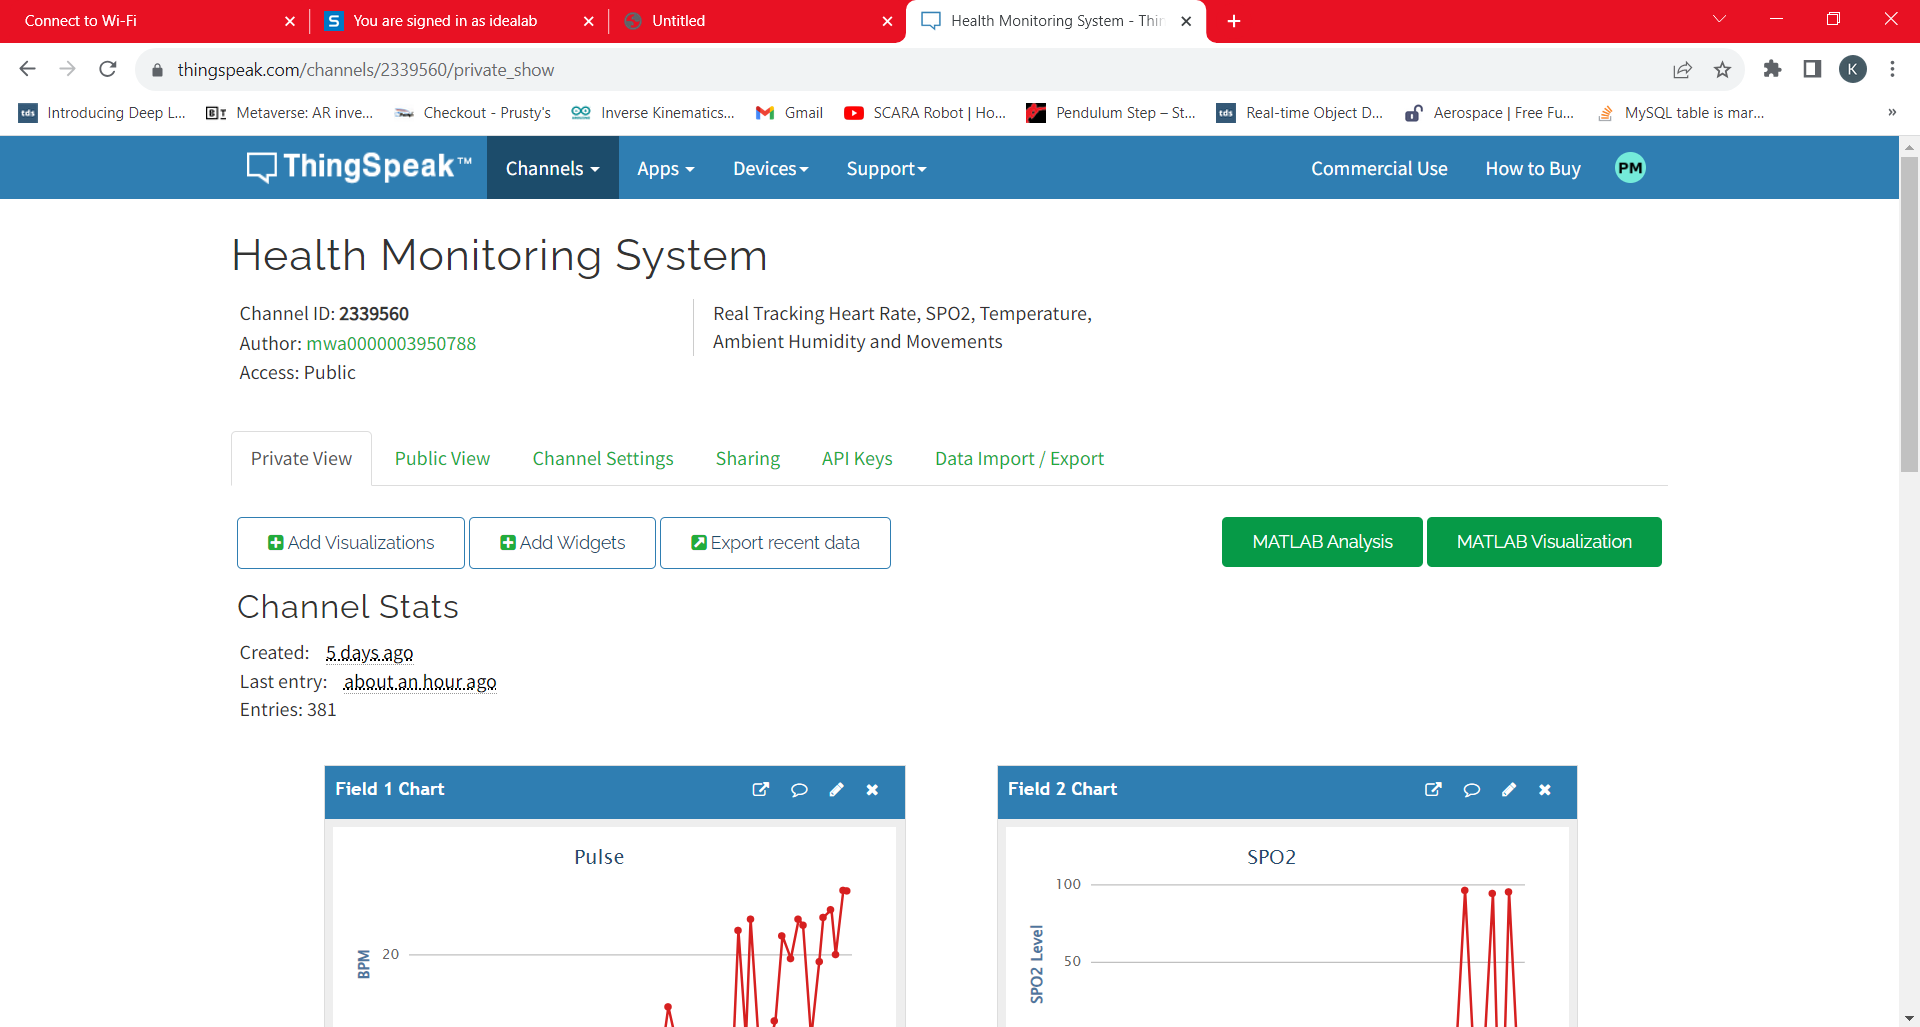 Connect to Wi-Fi
You are signed in as idealab
Untitled
Health Monitoring System - Thin
thingspeak.com/channels/2339560/private_show
K
Introducing Deep L...
Metaverse: AR inve...
Checkout - Prusty's
Inverse Kinematics...
Gmail
SCARA Robot | Ho...
Pendulum Step – St...
Real-time Object D...
Aerospace | Free Fu...
MySQL table is mar...
»
ThingSpeak™
Channels
Apps
Devices
Support
Commercial Use
How to Buy
PM
Health Monitoring System
Channel ID: 2339560
Author: mwa0000003950788
Access: Public
Real Tracking Heart Rate, SPO2, Temperature,
Ambient Humidity and Movements
Private View
Public View
Channel Settings
Sharing
API Keys
Data Import / Export
Add Visualizations
Add Widgets
Export recent data
MATLAB Analysis
MATLAB Visualization
Channel Stats
Created: 5 days ago
Last entry: about an hour ago
Entries: 381
Field 1 Chart
Pulse
BPM
20
Field 2 Chart
SPO2
SPO2 Level
100
50